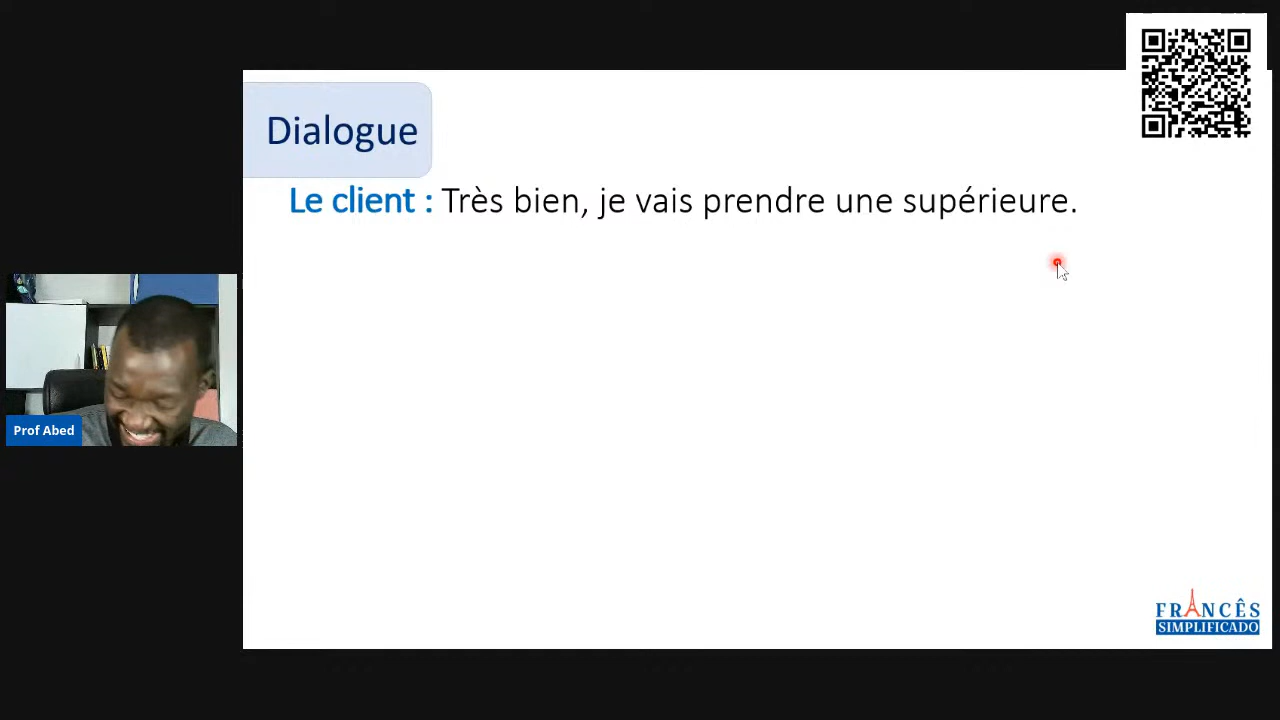 Dialogue
Le client : Très bien, je vais prendre une supérieure.
Prof Abed
FRANCÊS
SIMPLIFICADO